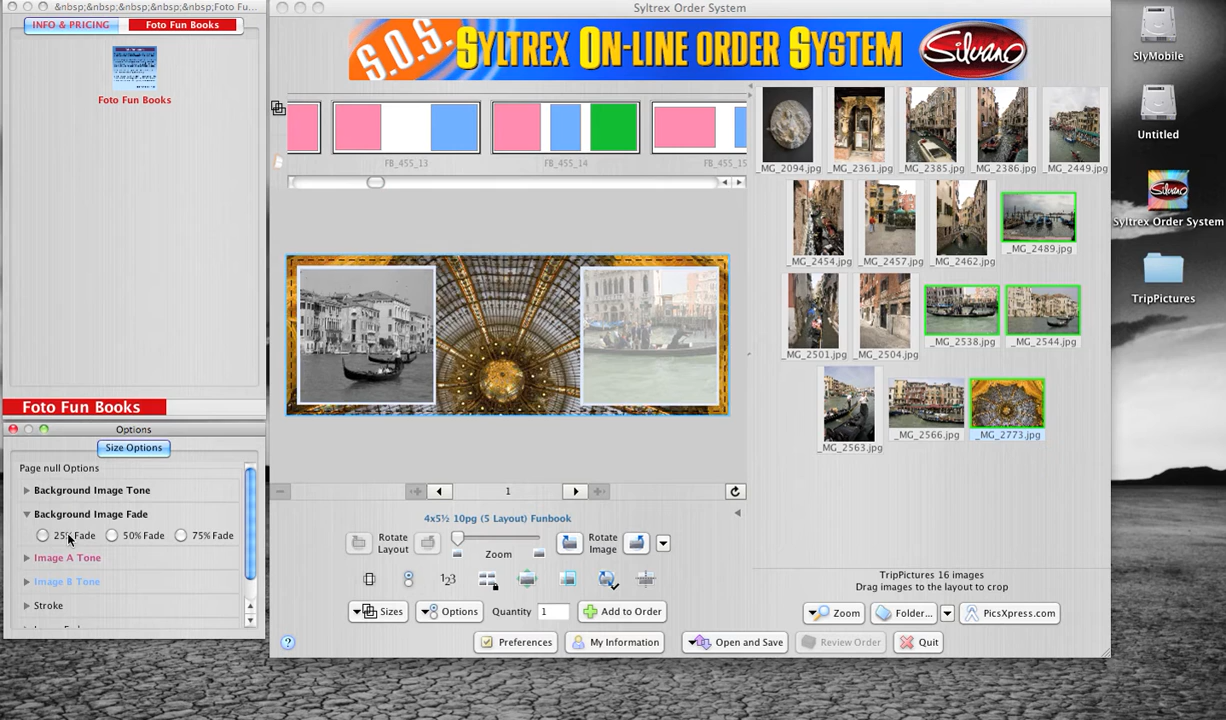 &nbsp;&nbsp;&nbsp;&nbsp;&nbsp;Foto Fu...
INFO & PRICING
Foto Fun Books
Foto Fun Books
Foto Fun Books
Options
Size Options
Page null Options
Background Image Tone
Background Image Fade
25% Fade
50% Fade
75% Fade
Image A Tone
Image B Tone
Stroke
Syltrex Order System
S.O.S. SYLTREX ON-LINE ORDER SYSTEM Silvano
FB_455_13
FB_455_14
FB_455_15
1
4x5½ 10pg (5 Layout) Funbook
Rotate Layout
Zoom
Rotate Image
123
Sizes
Options
Quantity 1
Add to Order
Preferences
My Information
Open and Save
Review Order
Quit
_MG_2094.jpg
_MG_2361.jpg
_MG_2385.jpg
_MG_2386.jpg
_MG_2449.jpg
_MG_2454.jpg
_MG_2457.jpg
_MG_2462.jpg
_MG_2489.jpg
_MG_2501.jpg
_MG_2504.jpg
_MG_2538.jpg
_MG_2544.jpg
_MG_2563.jpg
_MG_2566.jpg
_MG_2773.jpg
TripPictures 16 images
Drag images to the layout to crop
Zoom
Folder...
PicsXpress.com
SlyMobile
Untitled
Silvano
Syltrex Order System
TripPictures